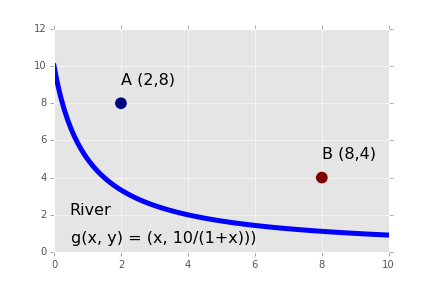 12
10
8
6
4
2
0
A (2,8)
B (8,4)
River
g(x, y) = (x, 10/(1+x)))
0 2 4 6 8 10